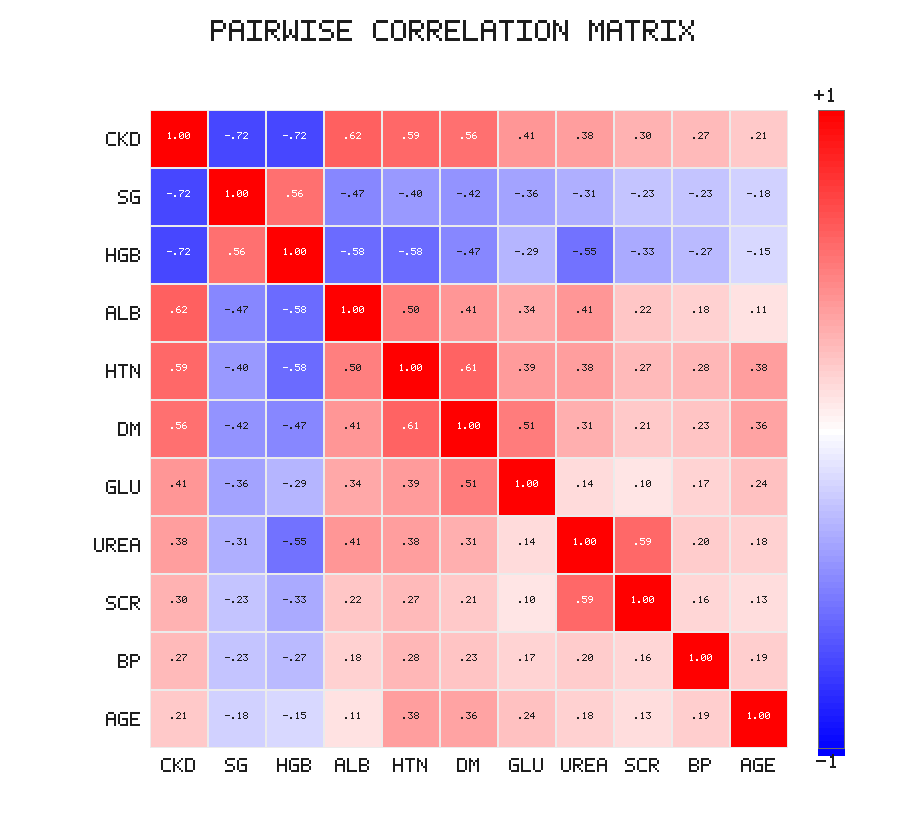 PAIRWISE CORRELATION MATRIX
+1
CKD 1.00 -.72 -.72 .62 .59 .56 .41 .38 .30 .27 .21
SG -.72 1.00 .56 -.47 -.40 -.42 -.36 -.31 -.23 -.23 -.18
HGB -.72 .56 1.00 -.58 -.58 -.47 -.29 -.55 -.33 -.27 -.15
ALB .62 -.47 -.58 1.00 .50 .41 .34 .41 .22 .18 .11
HTN .59 -.40 -.58 .50 1.00 .61 .39 .38 .27 .28 .38
DM .56 -.42 -.47 .41 .61 1.00 .51 .31 .21 .23 .36
GLU .41 -.36 -.29 .34 .39 .51 1.00 .14 .10 .17 .24
UREA .38 -.31 -.55 .41 .38 .31 .14 1.00 .59 .20 .18
SCR .30 -.23 -.33 .22 .27 .21 .10 .59 1.00 .16 .13
BP .27 -.23 -.27 .18 .28 .23 .17 .20 .16 1.00 .19
AGE .21 -.18 -.15 .11 .38 .36 .24 .18 .13 .19 1.00
CKD SG HGB ALB HTN DM GLU UREA SCR BP AGE
-1